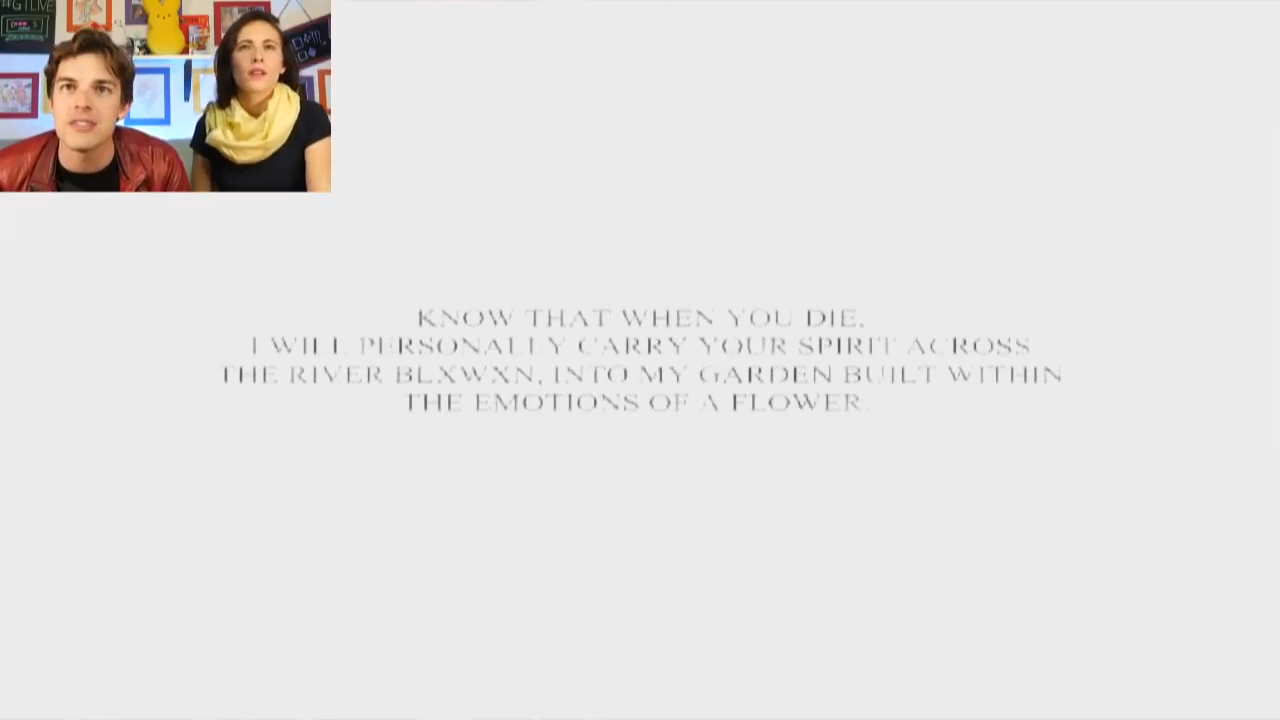 #GTLIVE
KNOW THAT WHEN YOU DIE,
I WILL PERSONALLY CARRY YOUR SPIRIT ACROSS
THE RIVER BLXWXN, INTO MY GARDEN BUILT WITHIN
THE EMOTIONS OF A FLOWER.